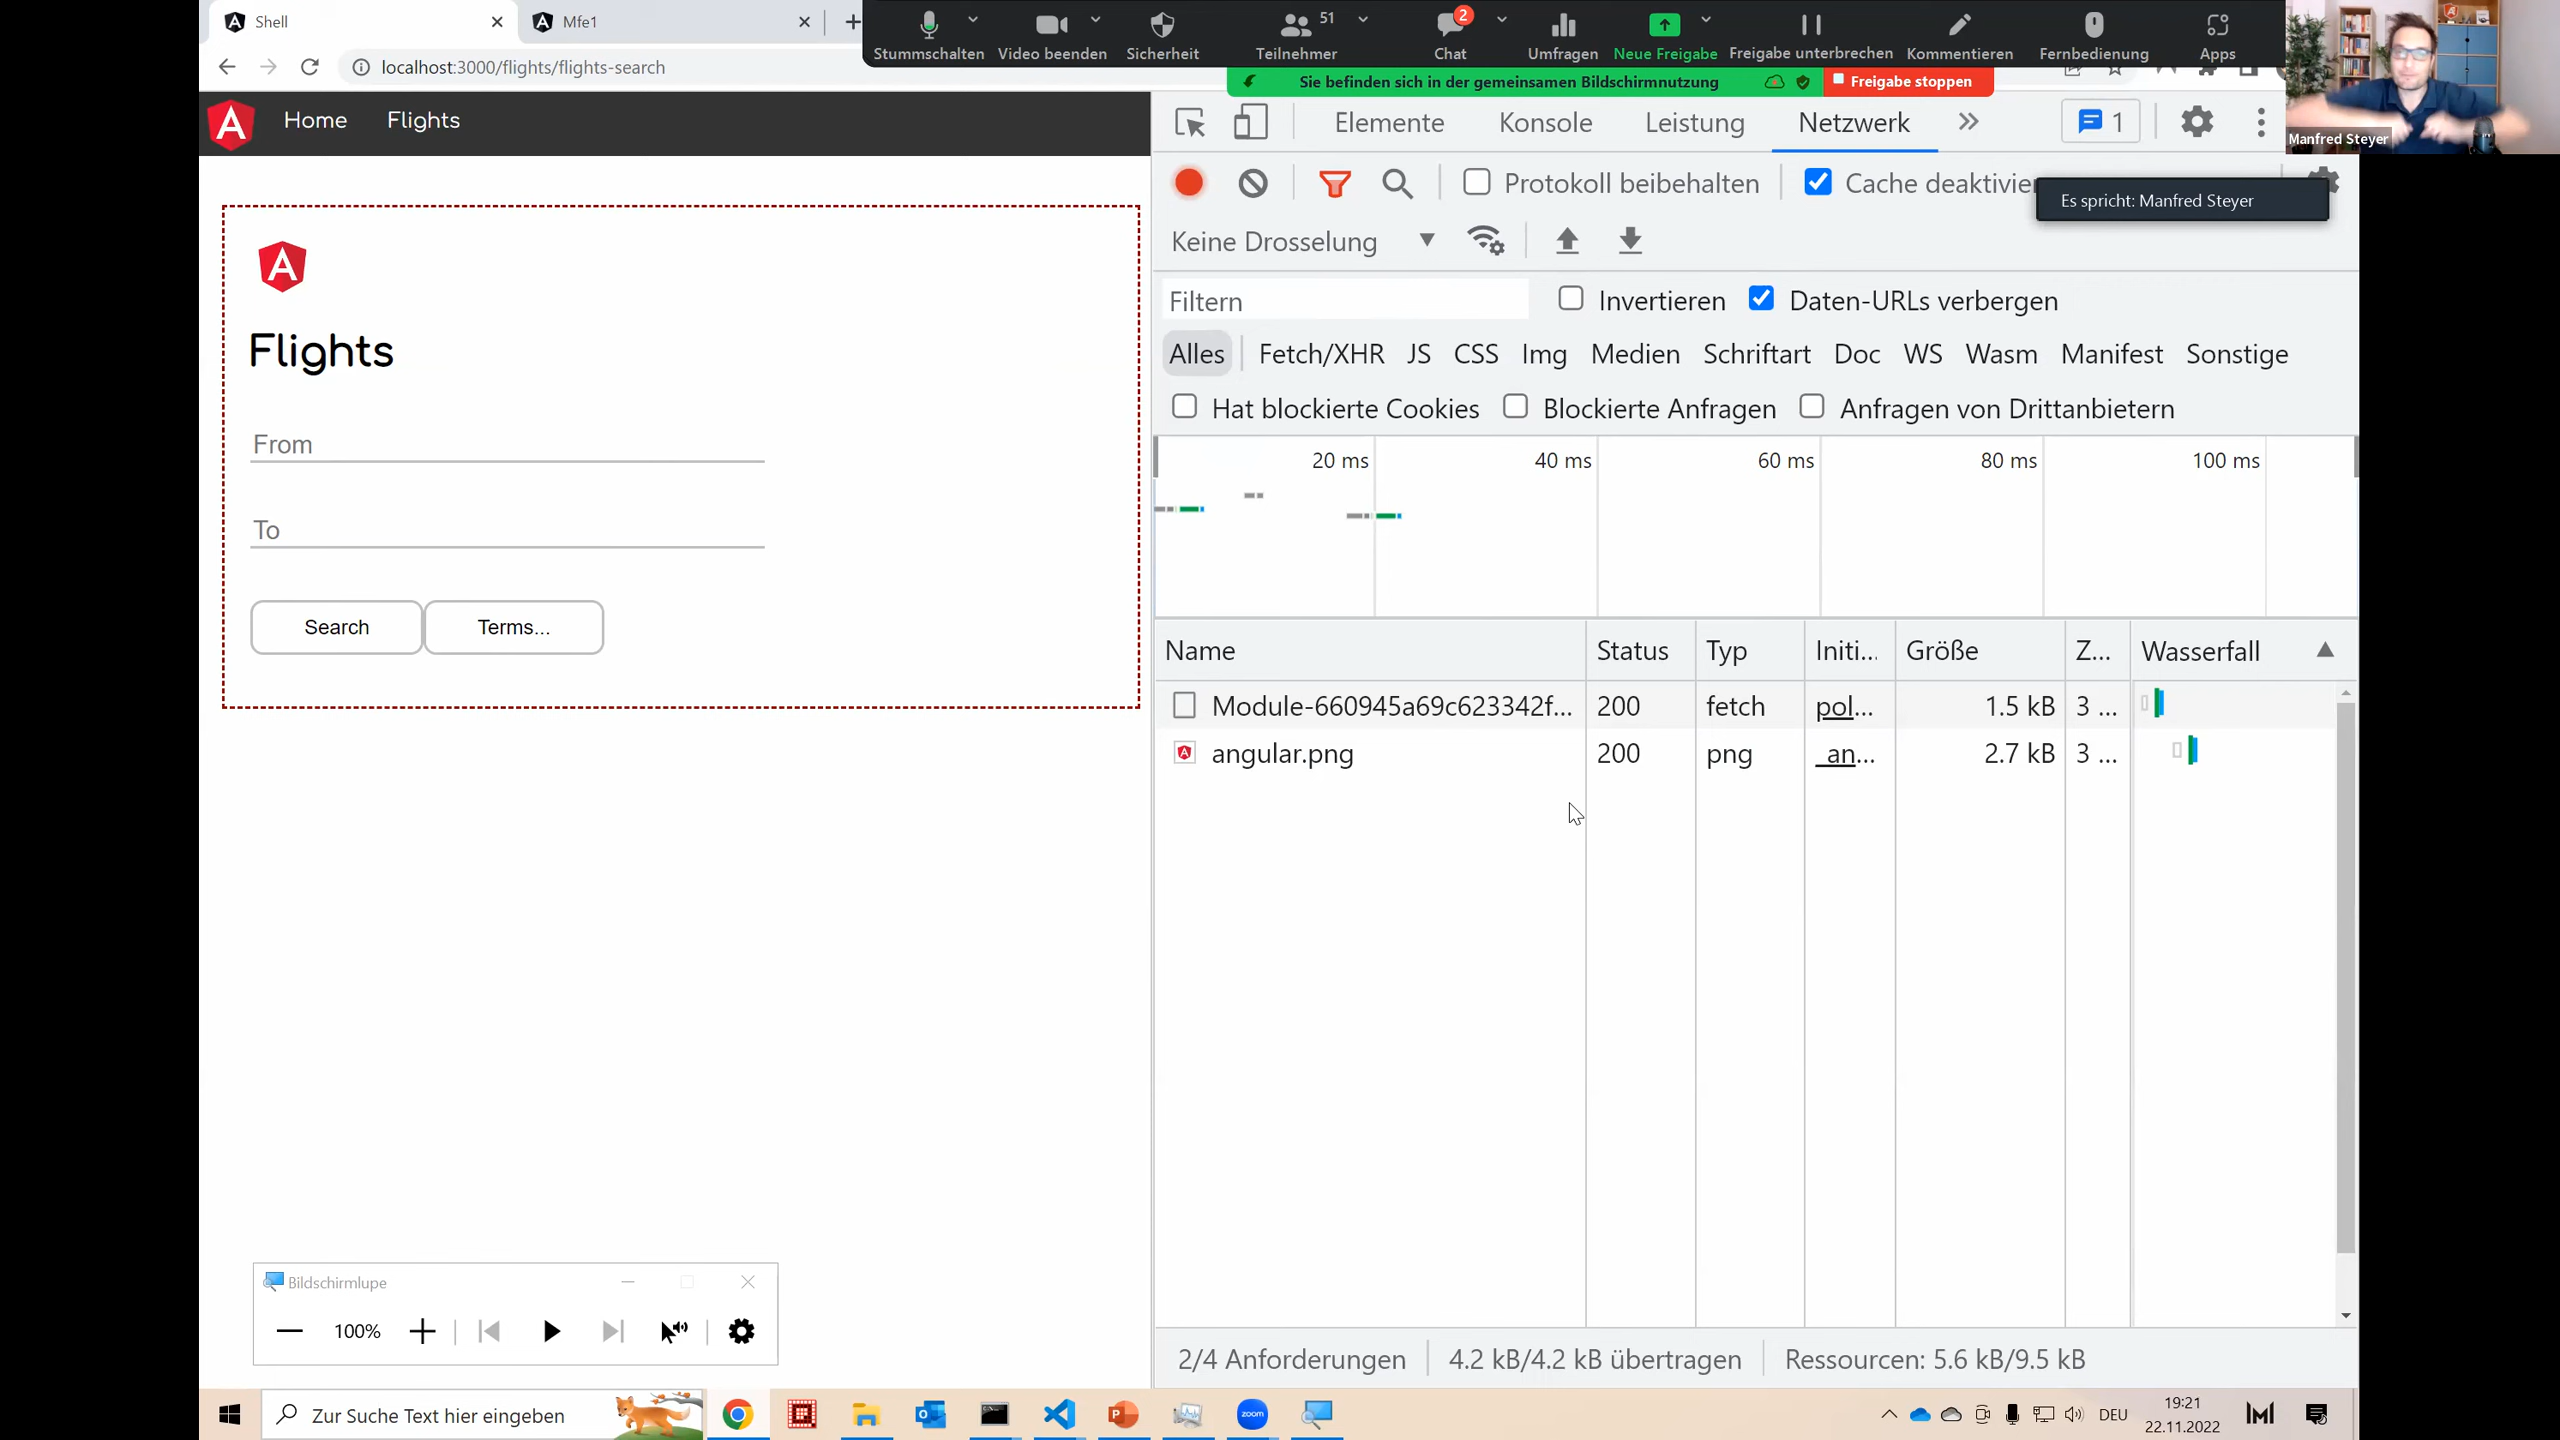 Shell
Mfe1
Stummschalten
Video beenden
Sicherheit
51
Teilnehmer
2
Chat
Umfragen
Neue Freigabe
Freigabe unterbrechen
Kommentieren
Fernbedienung
Apps
localhost:3000/flights/flights-search
Sie befinden sich in der gemeinsamen Bildschirmnutzung
Freigabe stoppen
Manfred Steyer
Home
Flights
Elemente
Konsole
Leistung
Netzwerk
1
Protokoll beibehalten
Cache deaktivie
Es spricht: Manfred Steyer
Keine Drosselung
Filtern
Invertieren
Daten-URLs verbergen
Alles
Fetch/XHR
JS
CSS
Img
Medien
Schriftart
Doc
WS
Wasm
Manifest
Sonstige
Hat blockierte Cookies
Blockierte Anfragen
Anfragen von Drittanbietern
20 ms
40 ms
60 ms
80 ms
100 ms
Flights
From
To
Search
Terms...
Name
Status
Typ
Initi...
Größe
Z...
Wasserfall
Module-660945a69c623342f... 200 fetch pol... 1.5 kB 3 ...
angular.png 200 png _an... 2.7 kB 3 ...
Bildschirmlupe
100%
2/4 Anforderungen
4.2 kB/4.2 kB übertragen
Ressourcen: 5.6 kB/9.5 kB
Zur Suche Text hier eingeben
zoom
DEU
19:21
22.11.2022